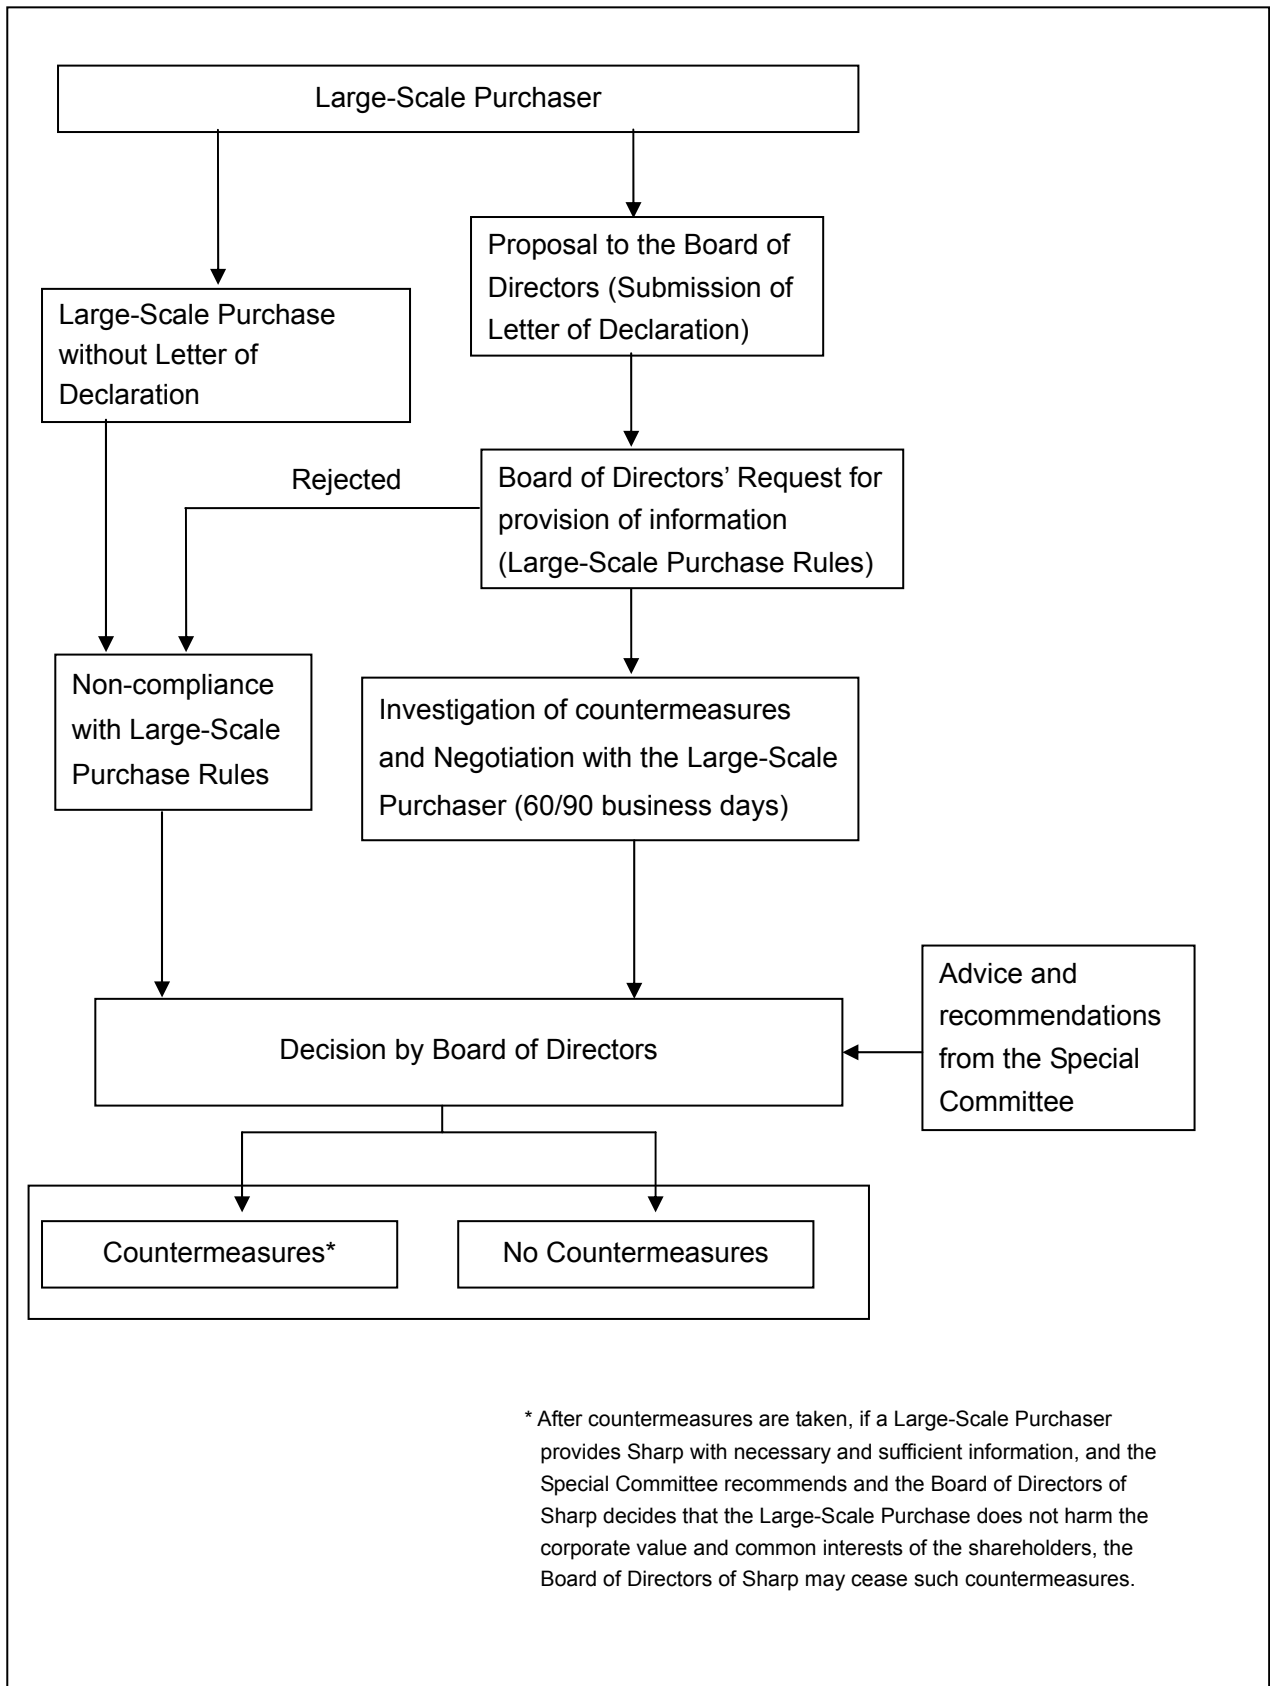 Large-Scale Purchaser
Proposal to the Board of
Directors (Submission of
Letter of Declaration)
Large-Scale Purchase
without Letter of
Declaration
Rejected
Board of Directors’ Request for
provision of information
(Large-Scale Purchase Rules)
Non-compliance
with Large-Scale
Purchase Rules
Investigation of countermeasures
and Negotiation with the Large-Scale
Purchaser (60/90 business days)
Decision by Board of Directors
Advice and
recommendations
from the Special
Committee
Countermeasures*
No Countermeasures
* After countermeasures are taken, if a Large-Scale Purchaser
provides Sharp with necessary and sufficient information, and the
Special Committee recommends and the Board of Directors of
Sharp decides that the Large-Scale Purchase does not harm the
corporate value and common interests of the shareholders, the
Board of Directors of Sharp may cease such countermeasures.